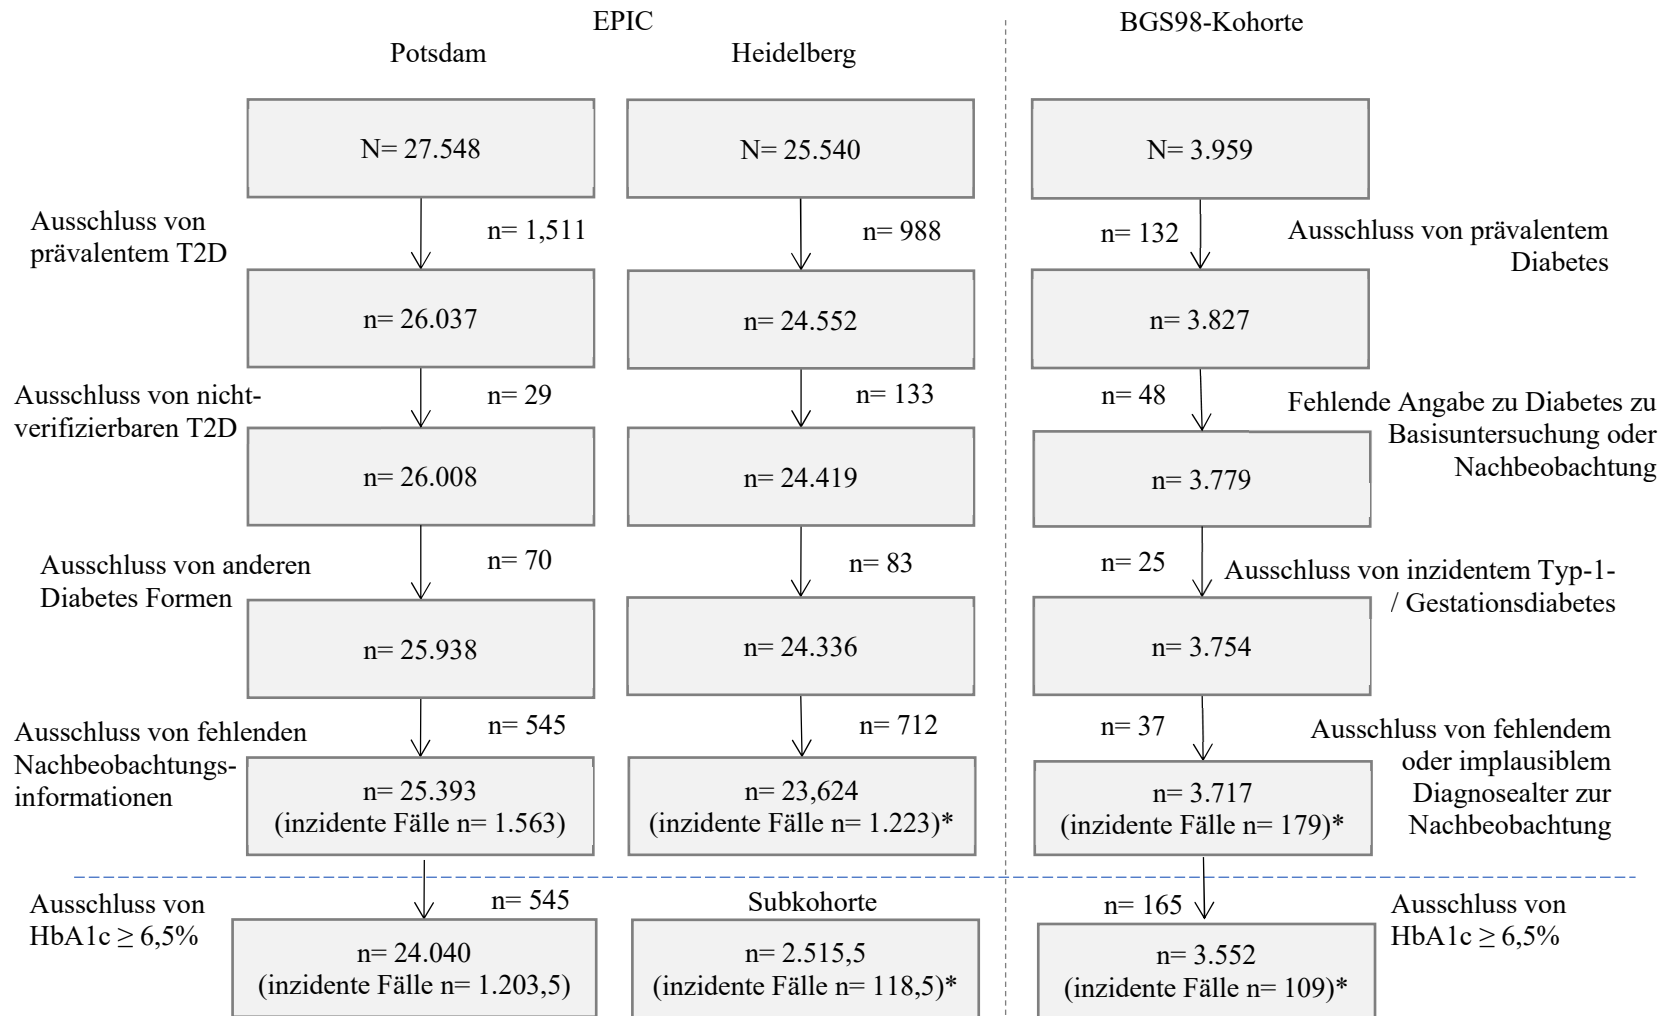 EPIC
BGS98-Kohorte
Potsdam
Heidelberg
N= 27.548
N= 25.540
N= 3.959
Ausschluss von
prävalentem T2D
n= 1,511
n= 988
n= 132
Ausschluss von prävalentem
Diabetes
n= 26.037
n= 24.552
n= 3.827
Ausschluss von nicht-
verifizierbaren T2D
n= 29
n= 133
n= 48
Fehlende Angabe zu Diabetes zu
Basisuntersuchung oder
Nachbeobachtung
n= 26.008
n= 24.419
n= 3.779
Ausschluss von anderen
Diabetes Formen
n= 70
n= 83
n= 25
Ausschluss von inzidentem Typ-1-
/ Gestationsdiabetes
n= 25.938
n= 24.336
n= 3.754
Ausschluss von fehlenden
Nachbeobachtungs-
informationen
n= 545
n= 712
n= 37
Ausschluss von fehlendem
oder implausiblem
Diagnosealter zur
Nachbeobachtung
n= 25.393
(inzidente Fälle n= 1.563)
n= 23,624
(inzidente Fälle n= 1.223)*
n= 3.717
(inzidente Fälle n= 179)*
Ausschluss von
HbA1c ≥ 6,5%
n= 545
Subkohorte
n= 165
Ausschluss von
HbA1c ≥ 6,5%
n= 24.040
(inzidente Fälle n= 1.203,5)
n= 2.515,5
(inzidente Fälle n= 118,5)*
n= 3.552
(inzidente Fälle n= 109)*